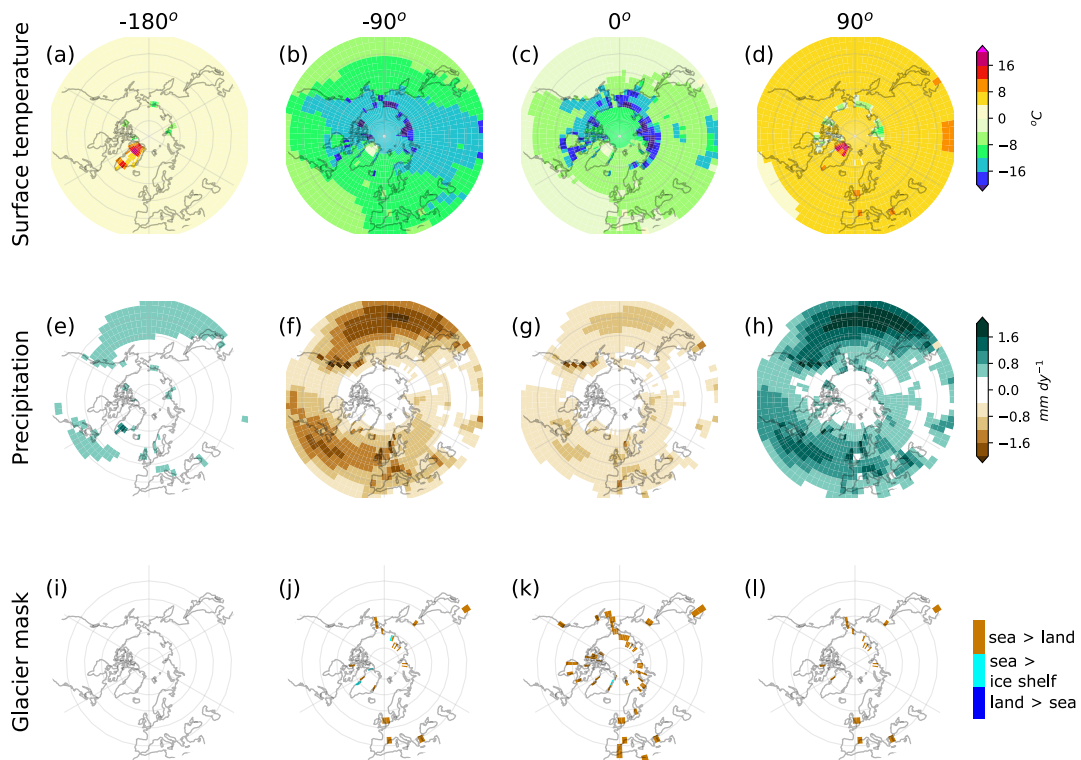 -180°
-90°
0°
90°
Surface temperature
(a)
(b)
(c)
(d)
16
8
0
−8
−16
°C
Precipitation
(e)
(f)
(g)
(h)
1.6
0.8
0.0
−0.8
−1.6
mm dy⁻¹
Glacier mask
(i)
(j)
(k)
(l)
sea > land
sea >
ice shelf
land > sea